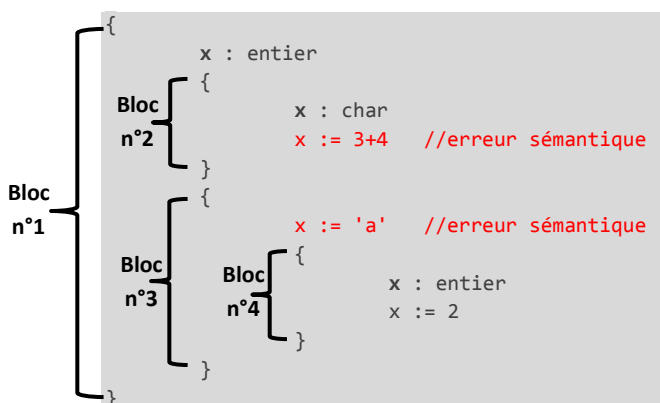 {
x : entier
{
Bloc
n°2
x : char
x := 3+4 //erreur sémantique
}
Bloc
n°1
{
x := 'a' //erreur sémantique
Bloc
n°3
Bloc
n°4
{
x : entier
x := 2
}
}
}